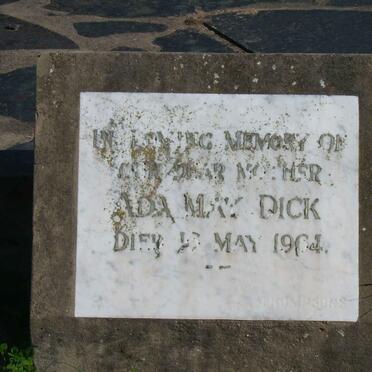 IN LOVING MEMORY OF
OUR DEAR MOTHER
ADA MAY DICK
DIED MAY 1964.